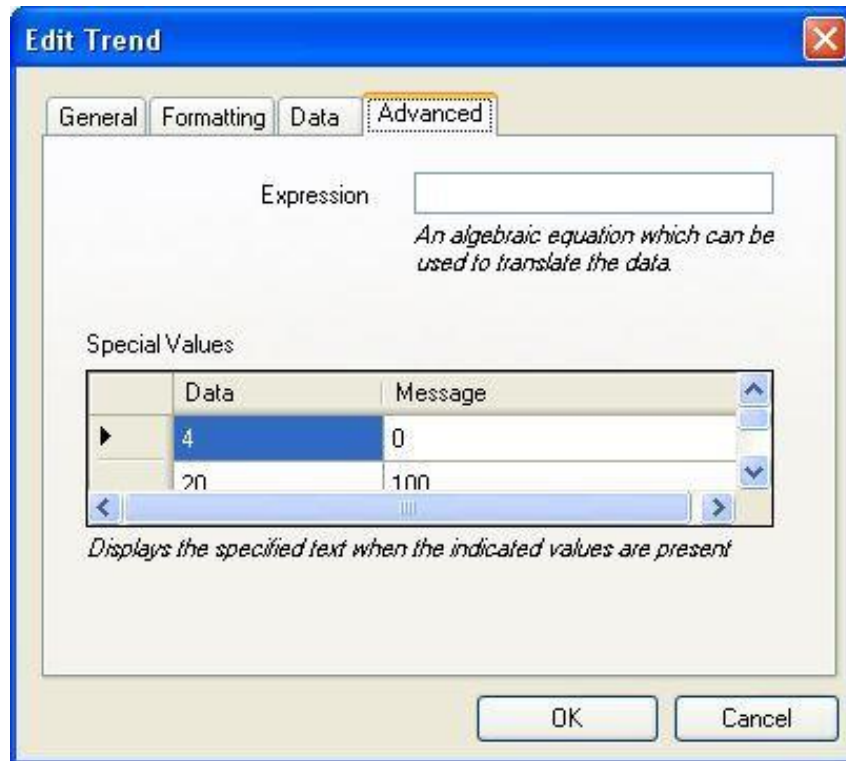 Edit Trend
General Formatting Data Advanced
Expression
An algebraic equation which can be
used to translate the data.
Special Values
Data Message
4 0
20 100
Displays the specified text when the indicated values are present
OK Cancel